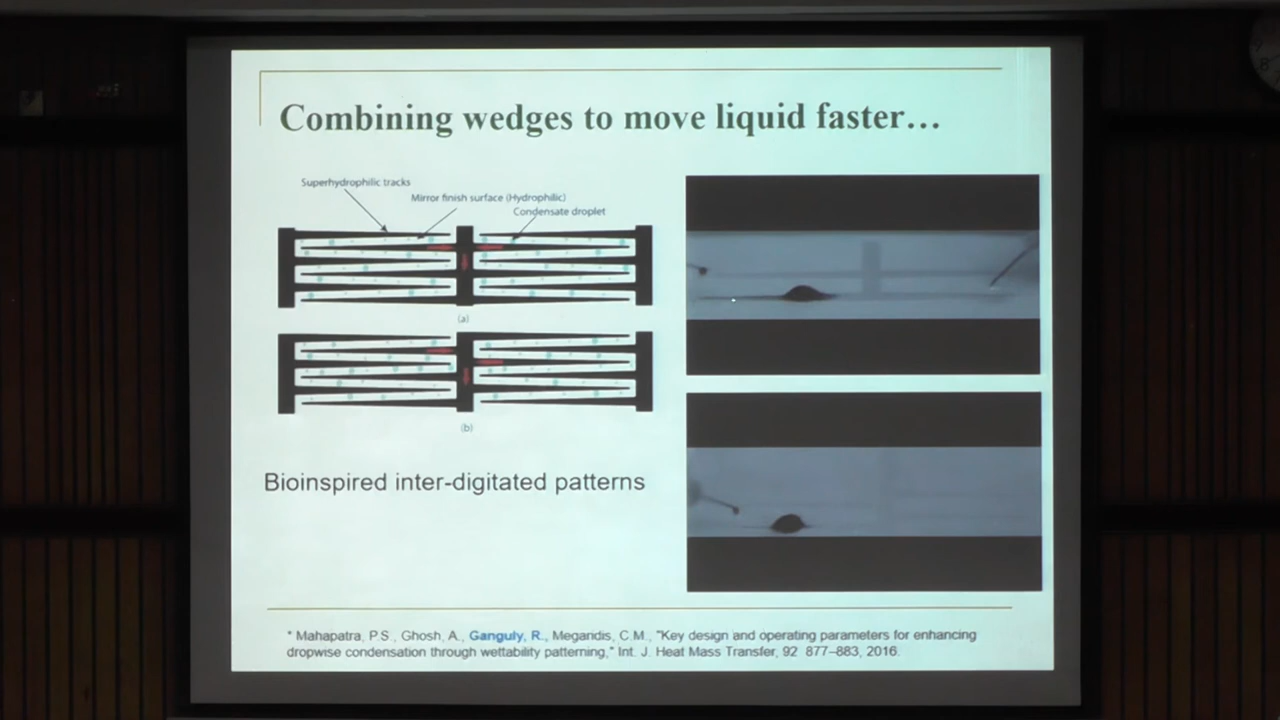 Combining wedges to move liquid faster…
Superhydrophilic tracks
Mirror finish surface (Hydrophilic)
Condensate droplet
(a)
(b)
Bioinspired inter-digitated patterns
* Mahapatra, P.S., Ghosh, A., Ganguly, R., Megaridis, C.M., "Key design and operating parameters for enhancing
dropwise condensation through wettability patterning," Int. J. Heat Mass Transfer, 92 877–883, 2016.